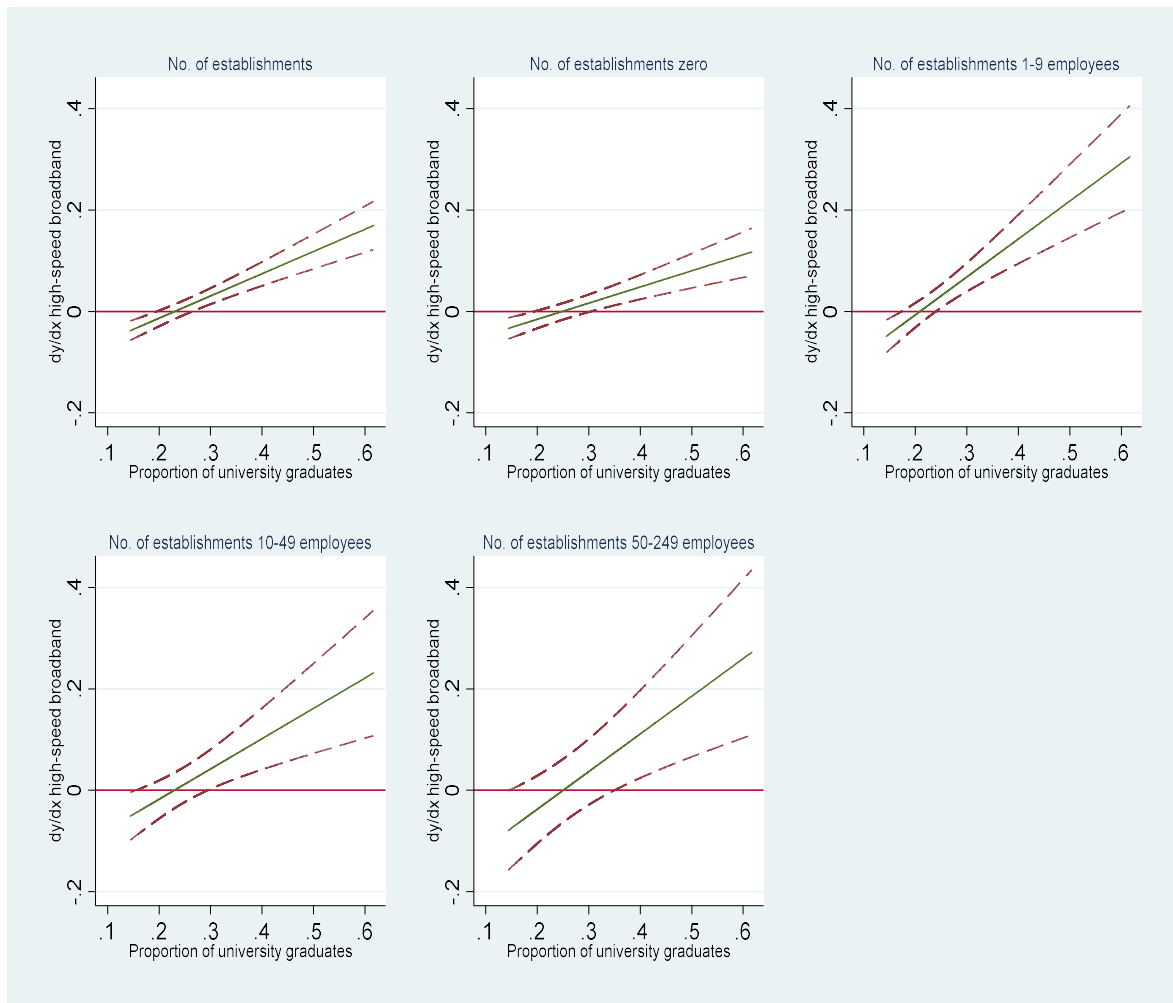 No. of establishments
.4
.2
0
-.2
dy/dx high-speed broadband
.1 .2 .3 .4 .5 .6
Proportion of university graduates
No. of establishments zero
.4
.2
0
-.2
dy/dx high-speed broadband
.1 .2 .3 .4 .5 .6
Proportion of university graduates
No. of establishments 1-9 employees
.4
.2
0
-.2
dy/dx high-speed broadband
.1 .2 .3 .4 .5 .6
Proportion of university graduates
No. of establishments 10-49 employees
.4
.2
0
-.2
dy/dx high-speed broadband
.1 .2 .3 .4 .5 .6
Proportion of university graduates
No. of establishments 50-249 employees
.4
.2
0
-.2
dy/dx high-speed broadband
.1 .2 .3 .4 .5 .6
Proportion of university graduates